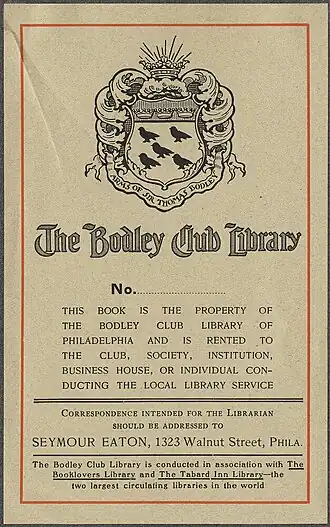 ARMS OF SIR THOMAS BODLEY
The Bodley Club Library
No..............................
THIS BOOK IS THE PROPERTY OF
THE BODLEY CLUB LIBRARY OF
PHILADELPHIA AND IS RENTED TO
THE CLUB, SOCIETY, INSTITUTION,
BUSINESS HOUSE, OR INDIVIDUAL CON-
DUCTING THE LOCAL LIBRARY SERVICE
CORRESPONDENCE INTENDED FOR THE LIBRARIAN
SHOULD BE ADDRESSED TO
SEYMOUR EATON, 1323 Walnut Street, PHILA.
The Bodley Club Library is conducted in association with The
Booklovers Library and The Tabard Inn Library—the
two largest circulating libraries in the world